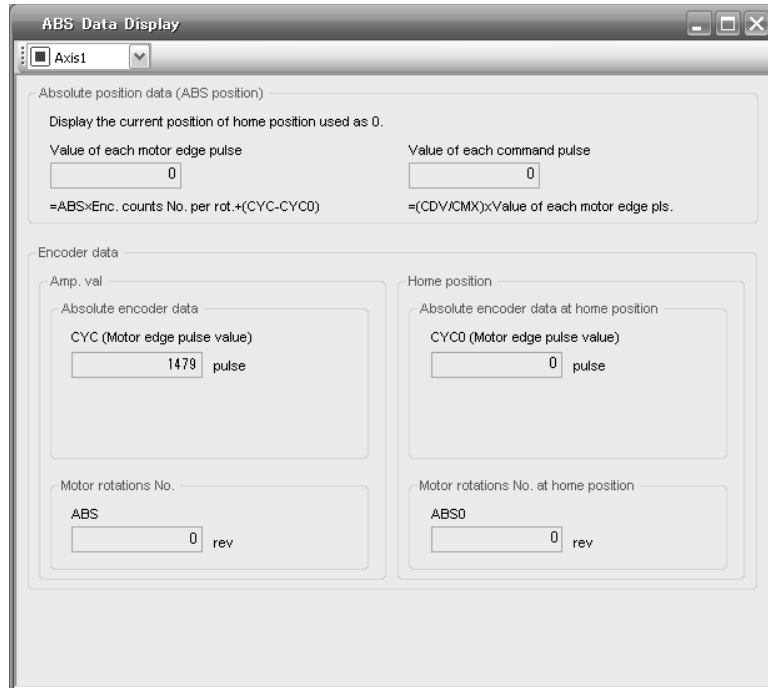 ABS Data Display
Axis1
Absolute position data (ABS position)
Display the current position of home position used as 0.
Value of each motor edge pulse
Value of each command pulse
0
0
=ABS×Enc. counts No. per rot.+(CYC-CYC0)
=(CDV/CMX)×Value of each motor edge pls.
Encoder data
Amp. val
Home position
Absolute encoder data
Absolute encoder data at home position
CYC (Motor edge pulse value)
CYC0 (Motor edge pulse value)
1479 pulse
0 pulse
Motor rotations No.
Motor rotations No. at home position
ABS
ABS0
0 rev
0 rev